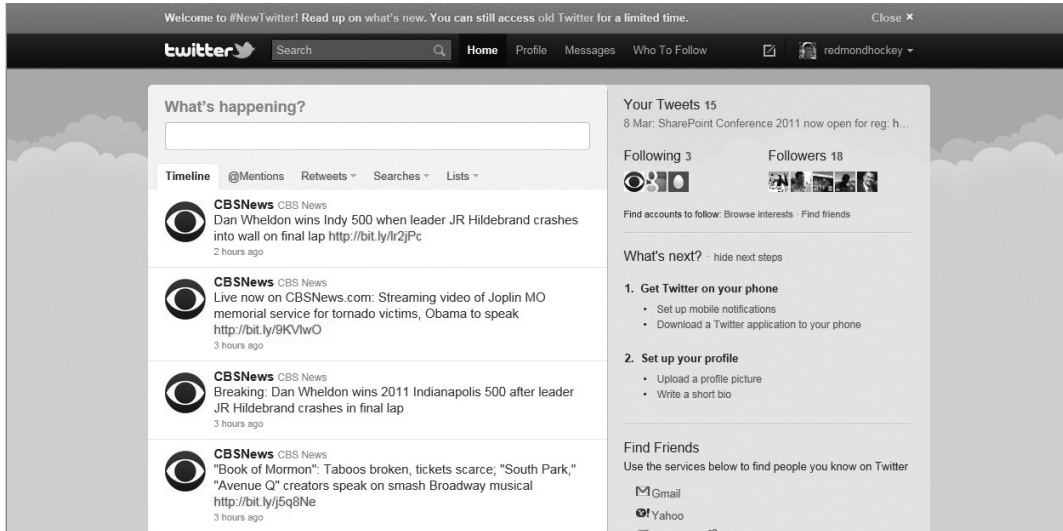 Welcome to #NewTwitter! Read up on what's new. You can still access old Twitter for a limited time.
Close ×
twitter
Search
Home
Profile
Messages
Who To Follow
redmondhockey
What's happening?
Timeline
@Mentions
Retweets
Searches
Lists
CBSNews CBS News
Dan Wheldon wins Indy 500 when leader JR Hildebrand crashes
into wall on final lap http://bit.ly/lr2jPc
2 hours ago
CBSNews CBS News
Live now on CBSNews.com: Streaming video of Joplin MO
memorial service for tornado victims, Obama to speak
http://bit.ly/9KVlwO
3 hours ago
CBSNews CBS News
Breaking: Dan Wheldon wins 2011 Indianapolis 500 after leader
JR Hildebrand crashes in final lap
3 hours ago
CBSNews CBS News
"Book of Mormon": Taboos broken, tickets scarce; "South Park,"
"Avenue Q" creators speak on smash Broadway musical
http://bit.ly/j5q8Ne
3 hours ago
Your Tweets 15
8 Mar: SharePoint Conference 2011 now open for reg: h...
Following 3
Followers 18
Find accounts to follow: Browse interests · Find friends
What's next? · hide next steps
1. Get Twitter on your phone
• Set up mobile notifications
• Download a Twitter application to your phone
2. Set up your profile
• Upload a profile picture
• Write a short bio
Find Friends
Use the services below to find people you know on Twitter
Gmail
Yahoo